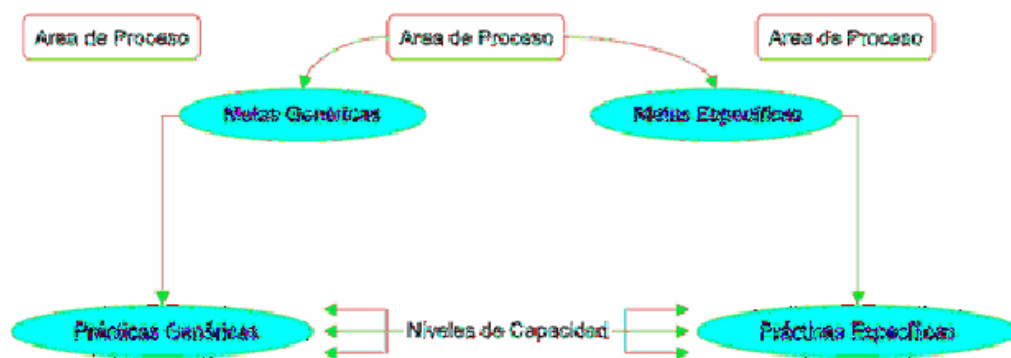 Area de Proceso
Area de Proceso
Area de Proceso
Metas Genéricas
Metas Específicas
Prácticas Genéricas
Niveles de Capacidad
Prácticas Específicas